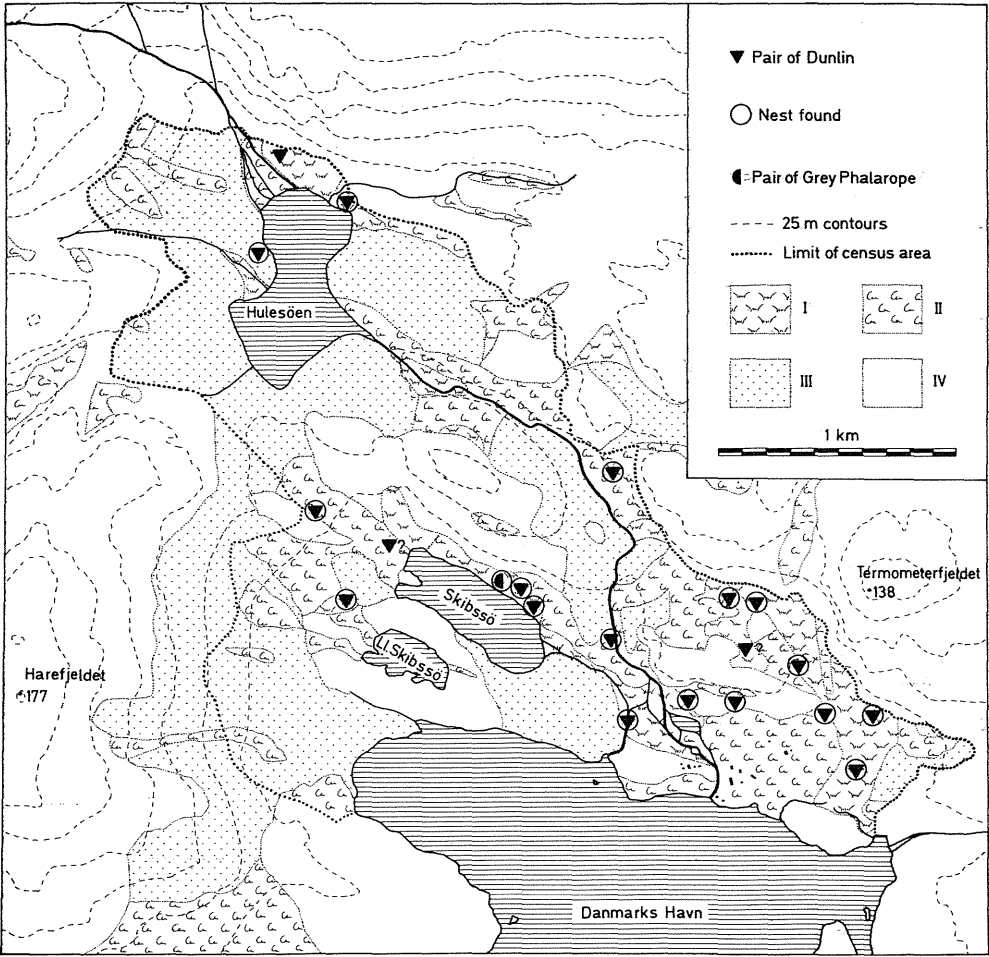 Pair of Dunlin
Nest found
Pair of Grey Phalarope
25 m contours
Limit of census area
I
II
III
IV
1 km
Hulesöen
?
Skibssö
Ll. Skibssö
Termometerfjeldet
138
?
Harefjeldet
177
Danmarks Havn